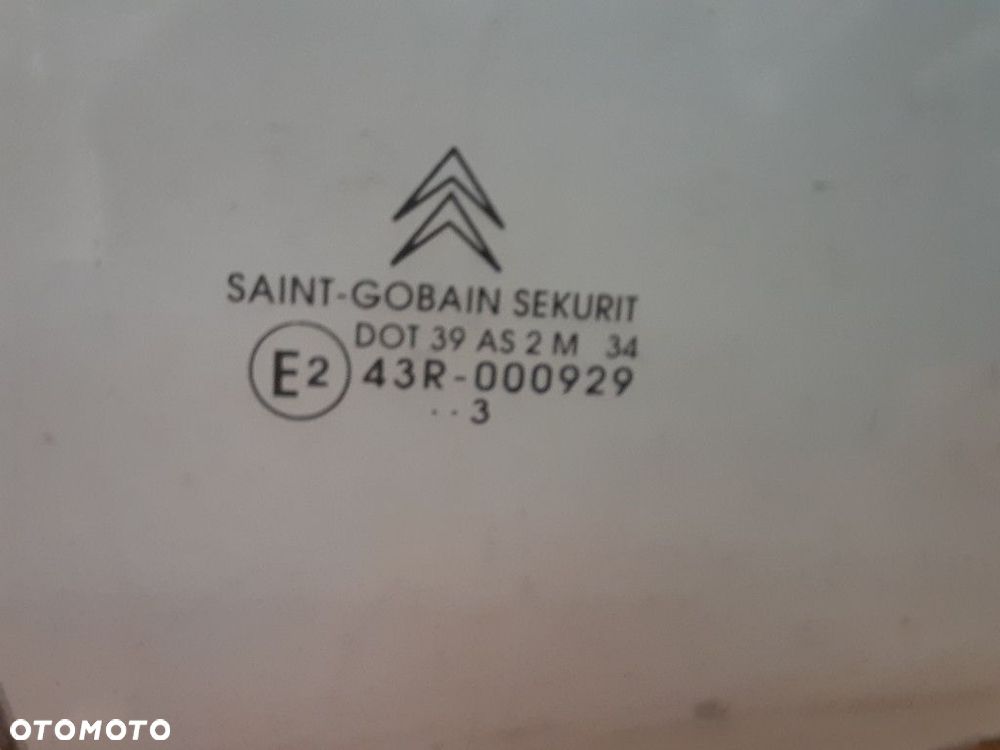 SAINT-GOBAIN SEKURIT
DOT 39 AS 2 M 34
E2 43R-000929
..3
OTOMOTO